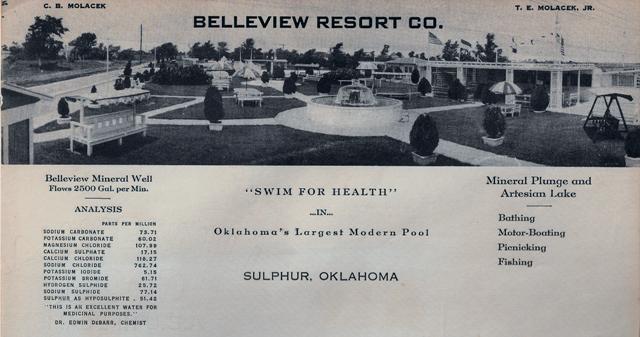 C. B. MOLACEK
T. E. MOLACEK, JR.
BELLEVIEW RESORT CO.
Belleview Mineral Well
Flows 2500 Gal. per Min.
ANALYSIS
PARTS PER MILLION
SODIUM CARBONATE 73.71
POTASSIUM CARBONATE 60.02
MAGNESIUM CHLORIDE 107.99
CALCIUM SULPHATE 17.15
CALCIUM CHLORIDE 118.27
SODIUM CHLORIDE 762.74
POTASSIUM IODIDE 5.15
POTASSIUM BROMIDE 61.71
HYDROGEN SULPHIDE 25.72
SODIUM SULPHIDE 77.14
SULPHUR AS HYPOSULPHITE . 51.42
"THIS IS AN EXCELLENT WATER FOR
MEDICINAL PURPOSES."
DR. EDWIN DEBARR, CHEMIST
"SWIM FOR HEALTH"
...IN...
Oklahoma's Largest Modern Pool
SULPHUR, OKLAHOMA
Mineral Plunge and
Artesian Lake
Bathing
Motor-Boating
Picnicking
Fishing